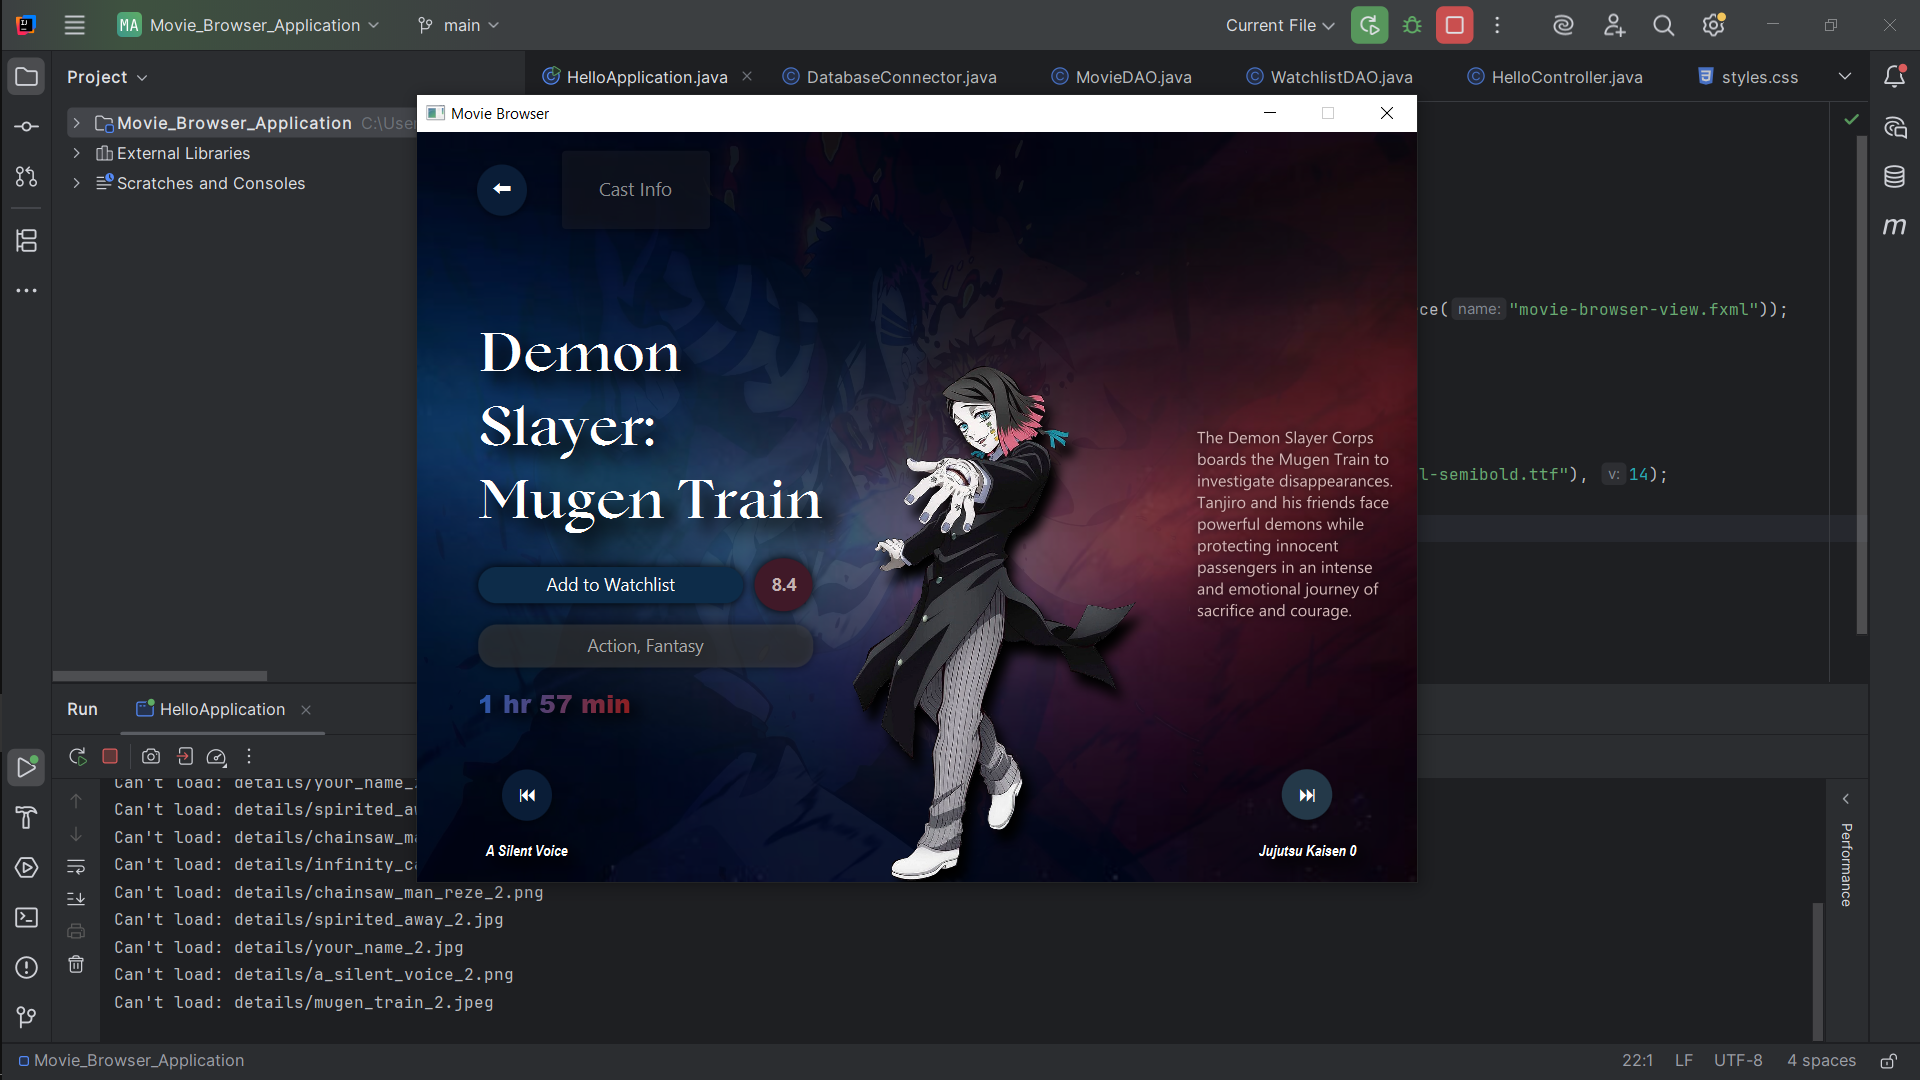 MA Movie_Browser_Application
main
Current File
Project
HelloApplication.java
DatabaseConnector.java
MovieDAO.java
WatchlistDAO.java
HelloController.java
styles.css
Movie_Browser_Application C:\User
External Libraries
Scratches and Consoles
Movie Browser
Cast Info
Demon
Slayer:
Mugen Train
Add to Watchlist
8.4
Action, Fantasy
1 hr 57 min
The Demon Slayer Corps
boards the Mugen Train to
investigate disappearances.
Tanjiro and his friends face
powerful demons while
protecting innocent
passengers in an intense
and emotional journey of
sacrifice and courage.
A Silent Voice
Jujutsu Kaisen 0
ce( name: "movie-browser-view.fxml"));
l-semibold.ttf"), v: 14);
m
Run
HelloApplication
Can't load: details/your_name_
Can't load: details/spirited_aw
Can't load: details/chainsaw_ma
Can't load: details/infinity_ca
Can't load: details/chainsaw_man_reze_2.png
Can't load: details/spirited_away_2.jpg
Can't load: details/your_name_2.jpg
Can't load: details/a_silent_voice_2.png
Can't load: details/mugen_train_2.jpeg
Performance
Movie_Browser_Application
22:1 LF UTF-8 4 spaces